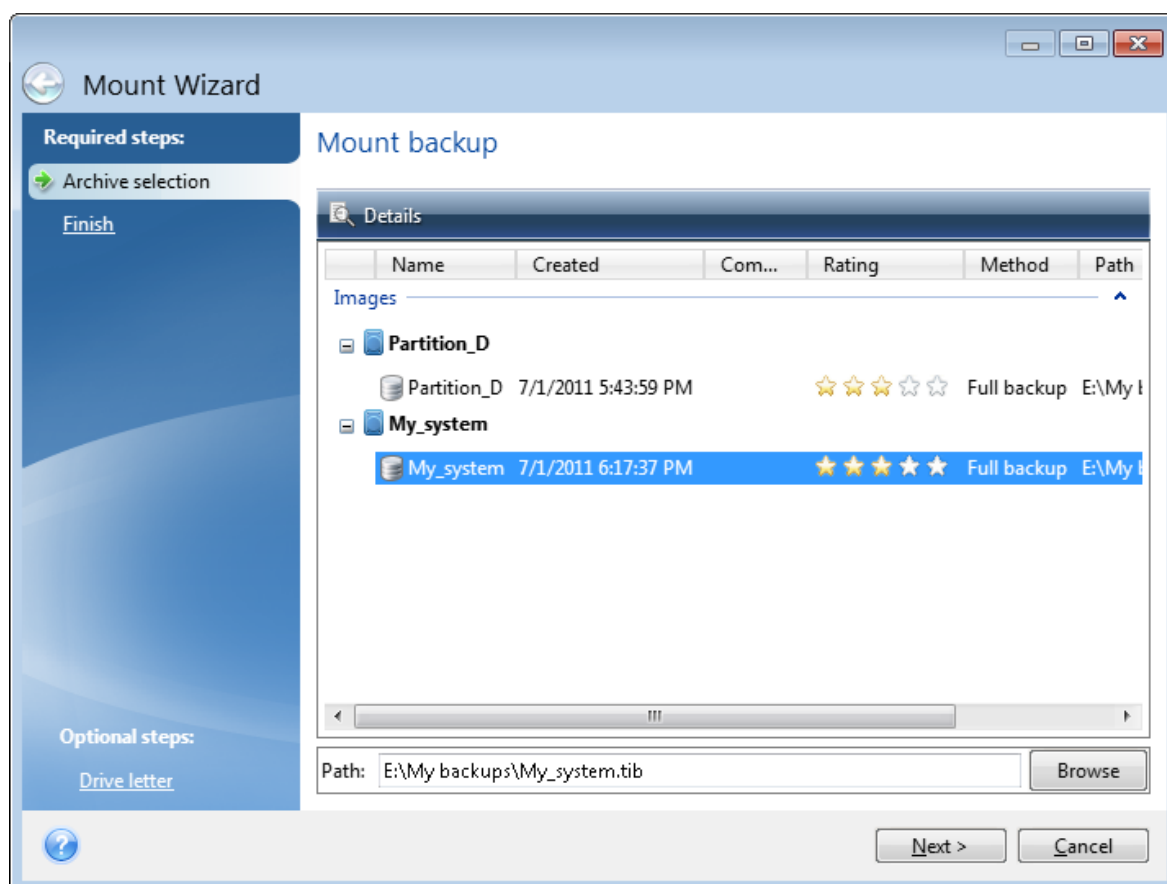 Mount Wizard
Required steps:
Archive selection
Finish
Optional steps:
Drive letter
Mount backup
Details
Name Created Com... Rating Method Path
Images
Partition_D
Partition_D 7/1/2011 5:43:59 PM Full backup E:\My
My_system
My_system 7/1/2011 6:17:37 PM Full backup E:\My
Path: E:\My backups\My_system.tib Browse
Next > Cancel